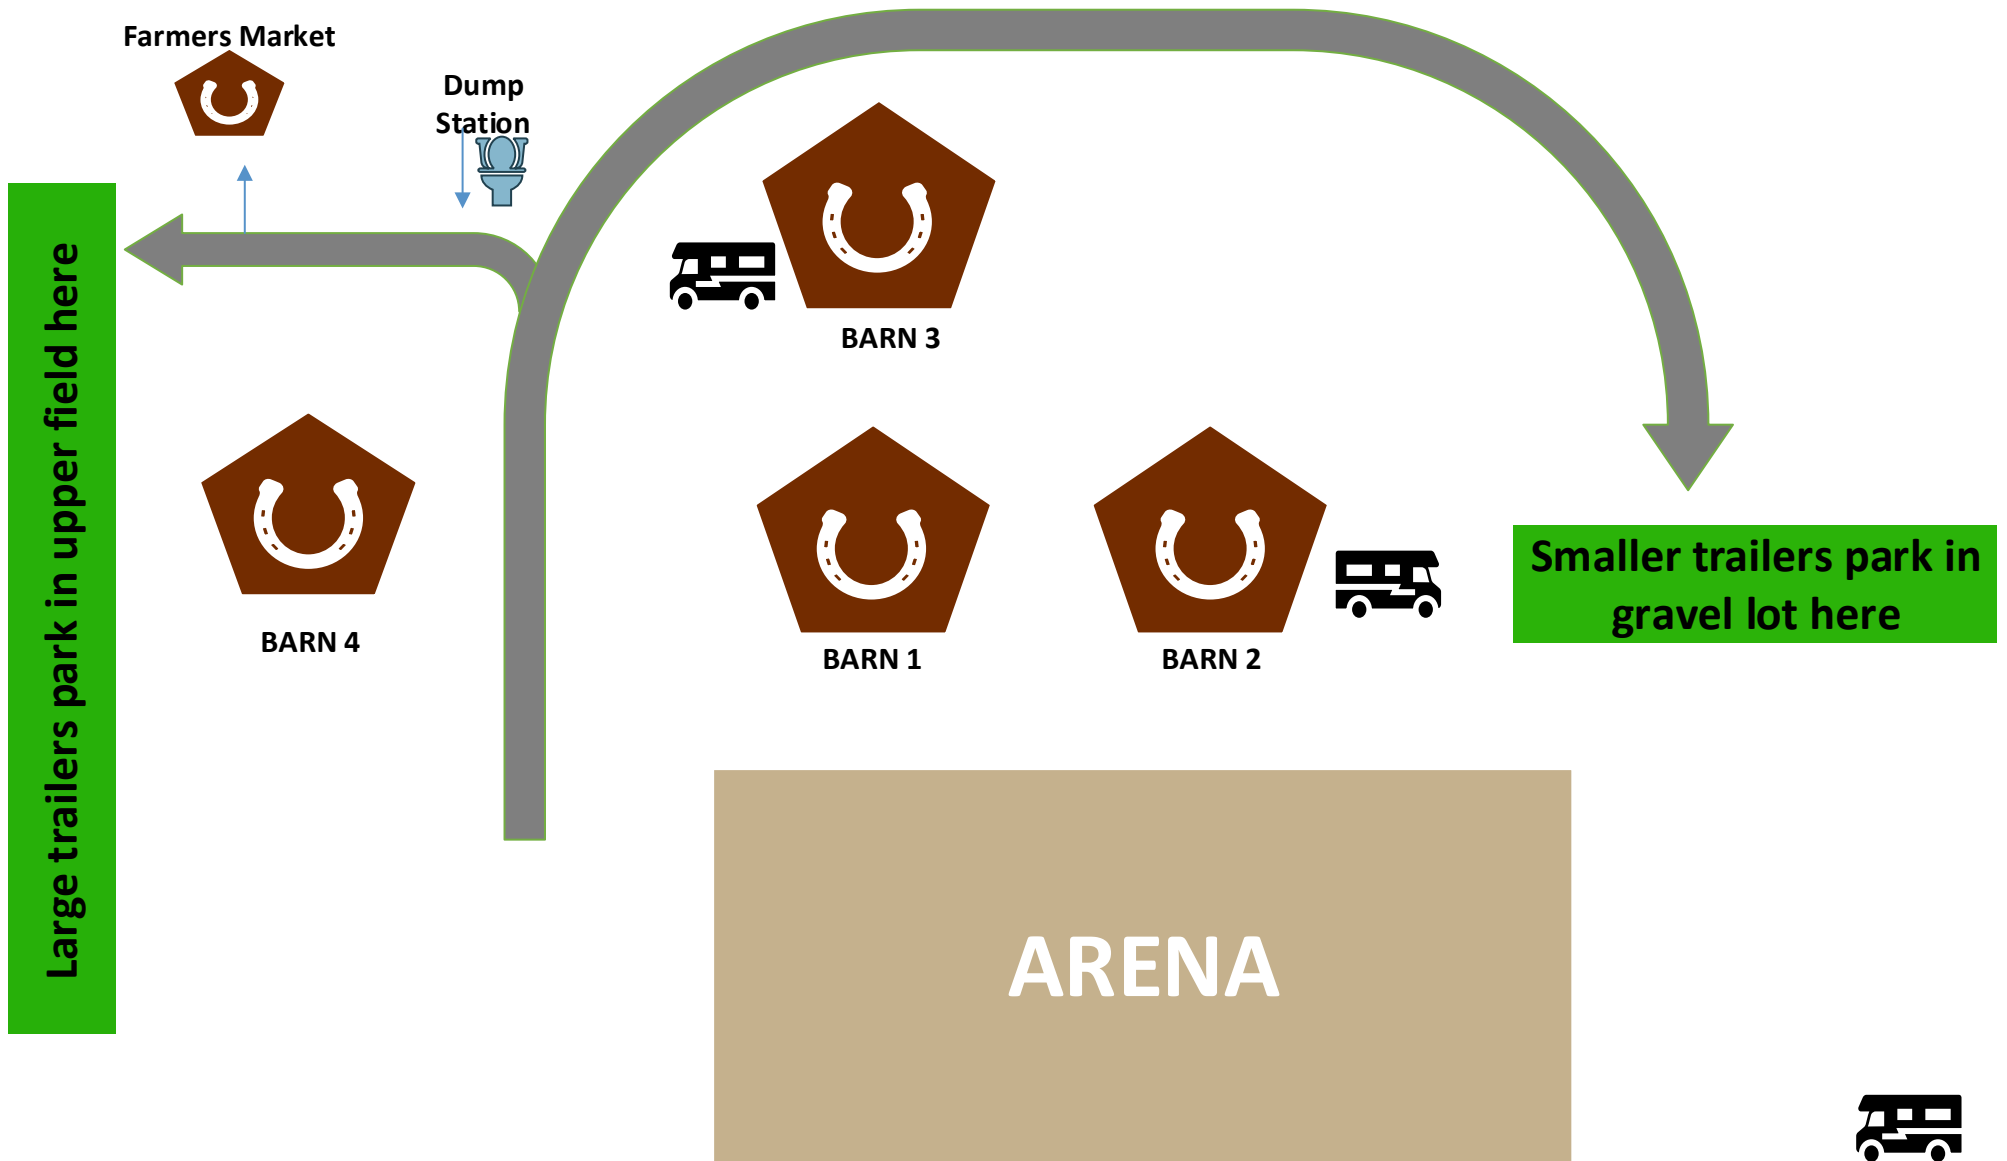 Farmers Market
Dump
Station
Large trailers park in upper field here
BARN 3
BARN 4
BARN 1
BARN 2
Smaller trailers park in
gravel lot here
ARENA